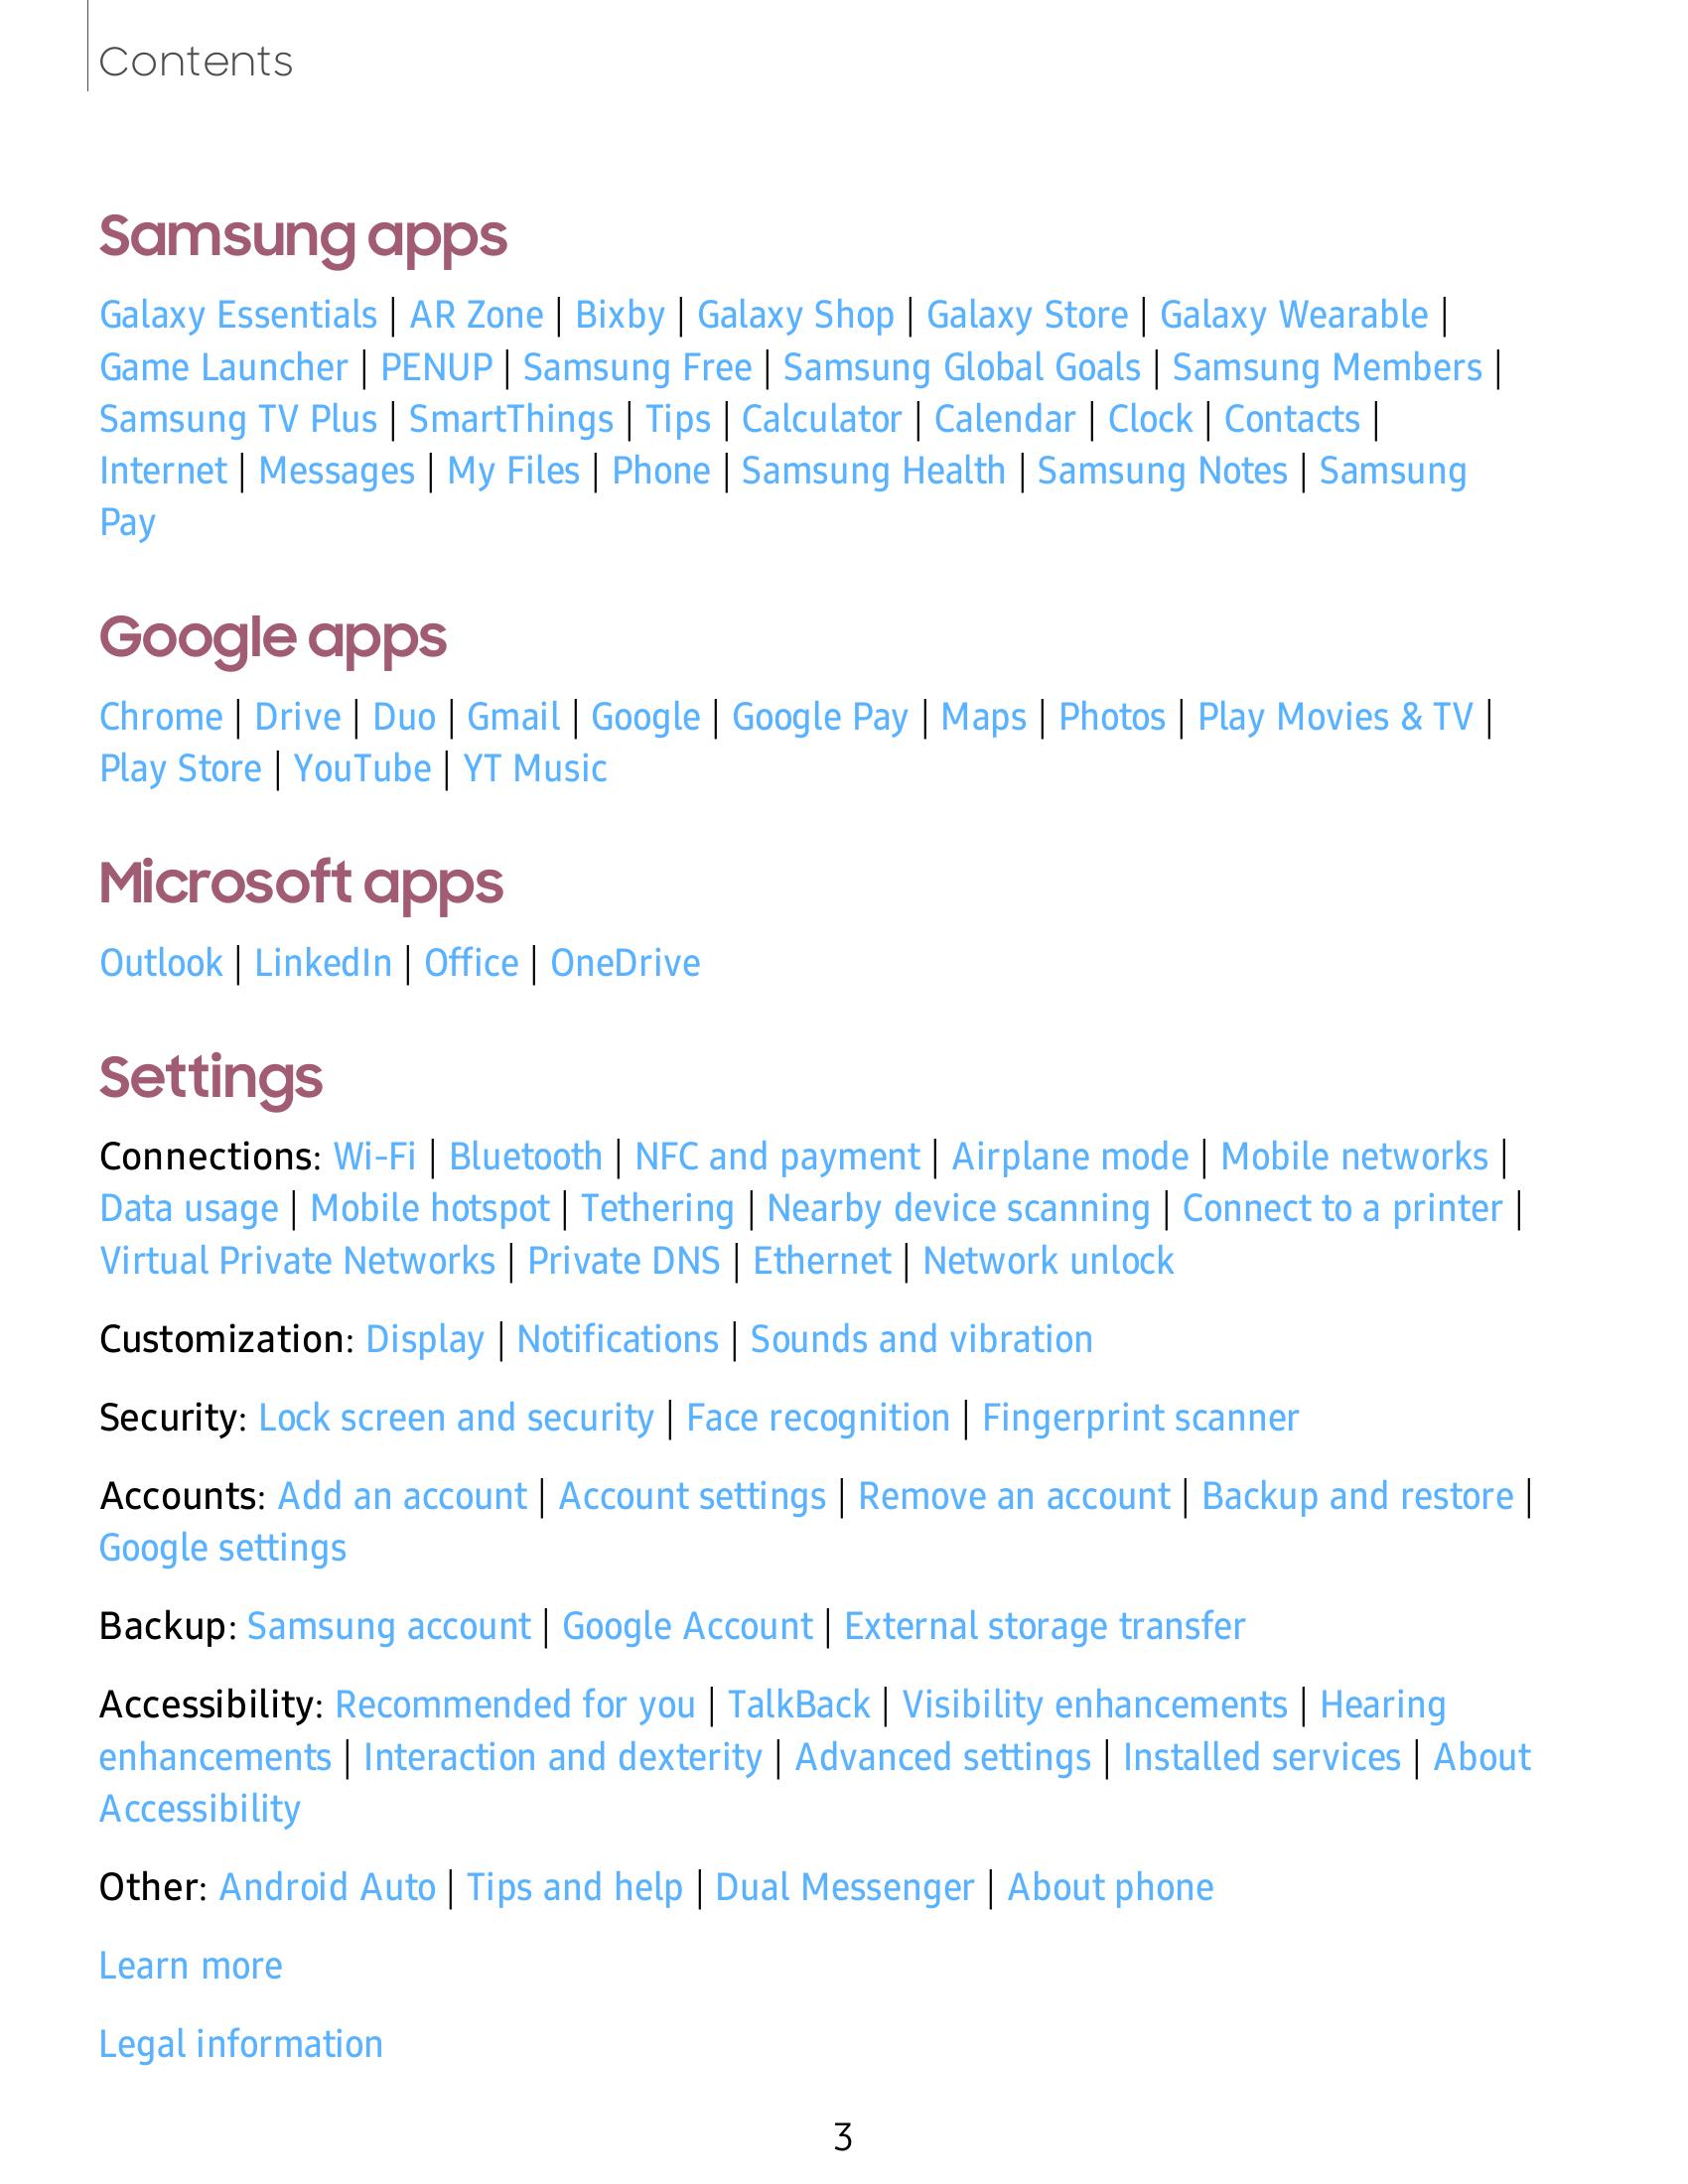 Contents
Samsung apps
Galaxy Essentials | AR Zone | Bixby | Galaxy Shop | Galaxy Store | Galaxy Wearable |
Game Launcher | PENUP | Samsung Free | Samsung Global Goals | Samsung Members |
Samsung TV Plus | SmartThings | Tips | Calculator | Calendar | Clock | Contacts |
Internet | Messages | My Files | Phone | Samsung Health | Samsung Notes | Samsung
Pay
Google apps
Chrome | Drive | Duo | Gmail | Google | Google Pay | Maps | Photos | Play Movies & TV |
Play Store | YouTube | YT Music
Microsoft apps
Outlook | LinkedIn | Office | OneDrive
Settings
Connections: Wi-Fi | Bluetooth | NFC and payment | Airplane mode | Mobile networks |
Data usage | Mobile hotspot | Tethering | Nearby device scanning | Connect to a printer |
Virtual Private Networks | Private DNS | Ethernet | Network unlock
Customization: Display | Notifications | Sounds and vibration
Security: Lock screen and security | Face recognition | Fingerprint scanner
Accounts: Add an account | Account settings | Remove an account | Backup and restore |
Google settings
Backup: Samsung account | Google Account | External storage transfer
Accessibility: Recommended for you | TalkBack | Visibility enhancements | Hearing
enhancements | Interaction and dexterity | Advanced settings | Installed services | About
Accessibility
Other: Android Auto | Tips and help | Dual Messenger | About phone
Learn more
Legal information
3